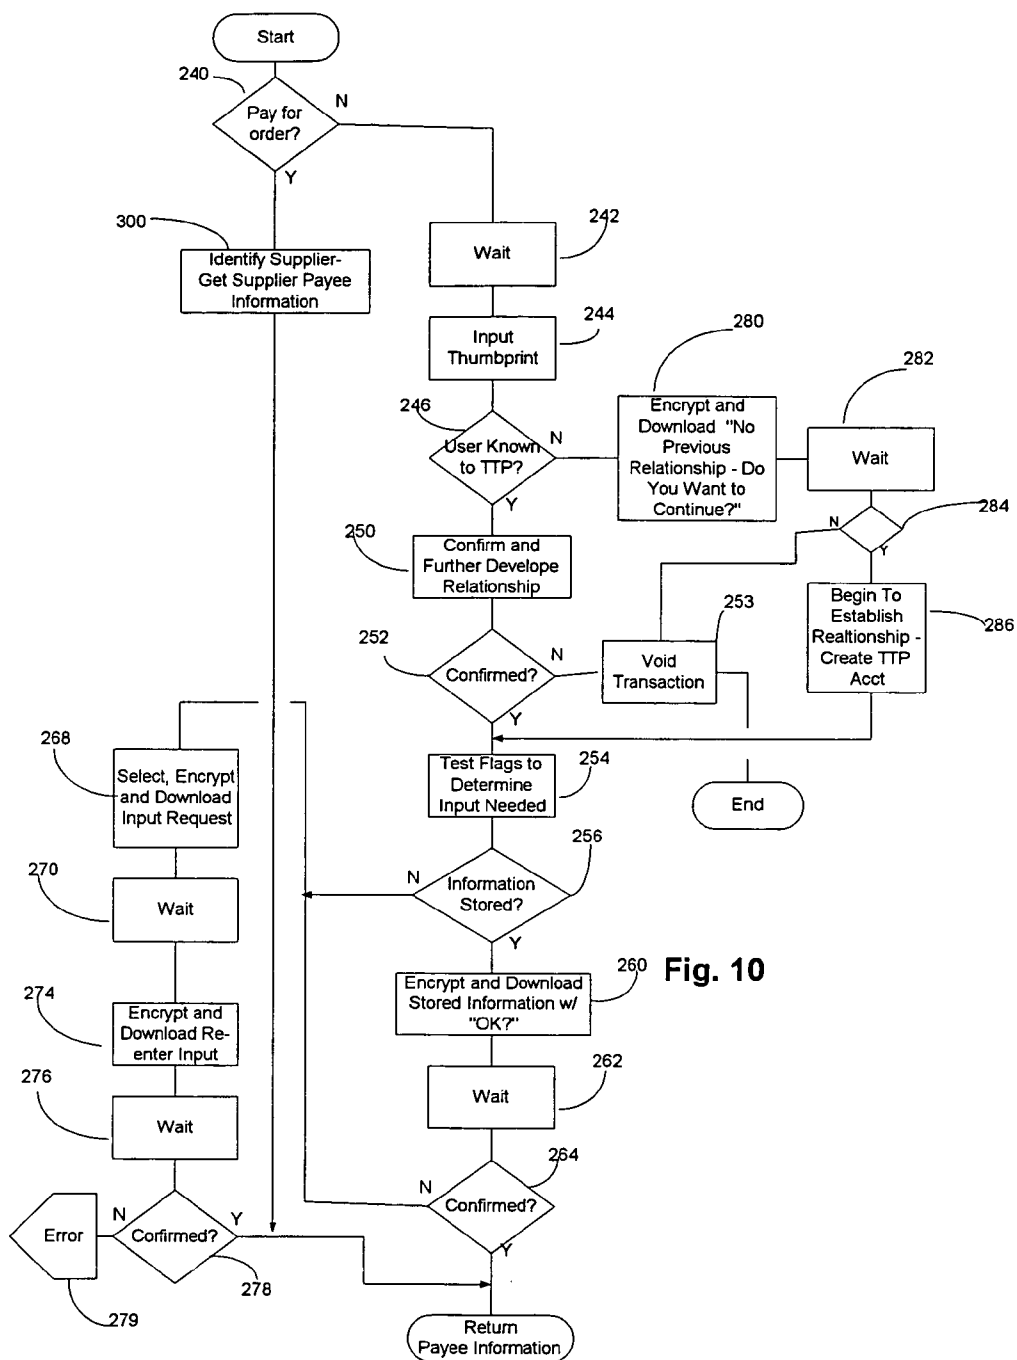 Start
240
N
Pay for
order?
Y
300
Identify Supplier-
Get Supplier Payee
Information
242
Wait
244
Input
Thumbprint
280
282
246
User Known
to TTP?
N
Y
Encrypt and
Download "No
Previous
Relationship - Do
You Want to
Continue?"
Wait
284
N
Y
250
Confirm and
Further Develope
Relationship
253
Begin To
Establish
Realtionship -
Create TTP
Acct
286
252
Confirmed?
N
Y
Void
Transaction
268
Select, Encrypt
and Download
Input Request
Test Flags to
Determine
Input Needed
254
End
256
270
Wait
N
Information
Stored?
Y
Fig. 10
260
Encrypt and Download
Stored Information w/
"OK?"
274
Encrypt and
Download Re-
enter Input
262
Wait
276
Wait
264
N
Confirmed?
Y
Error
N
Confirmed?
Y
278
279
Return
Payee Information